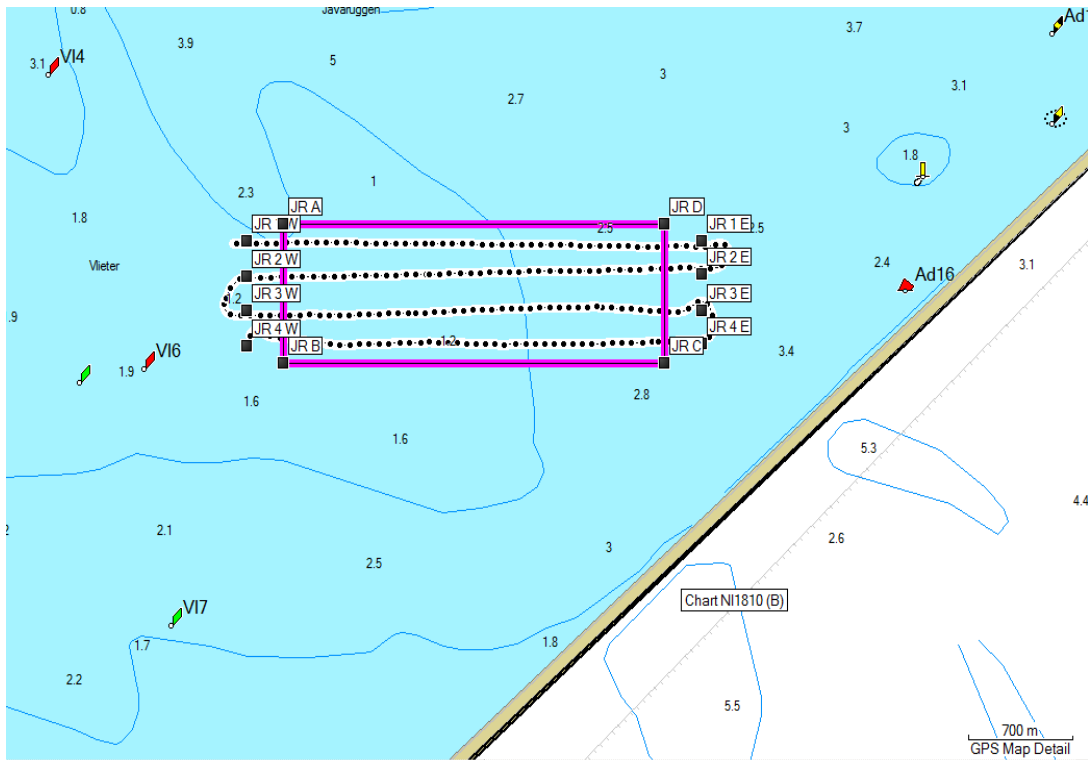 Javaruggen
0.8
3.7
Ad1
3.9
3.1
Vl4
5
3
2.7
3.1
3
1.8
1
2.3
1.8
JR A
JR D
JR 1 W
2.5
JR 1 E
2.5
Vlieter
JR 2 W
JR 2 E
2.4
3.1
Ad16
1.2
JR 3 W
JR 3 E
.9
JR 4 W
JR 4 E
1.2
JR B
JR C
Vl6
3.4
1.9
1.6
2.8
1.6
5.3
4.4
2
2.1
2.6
3
2.5
Chart NI1810 (B)
Vl7
1.7
1.8
2.2
5.5
700 m
GPS Map Detail